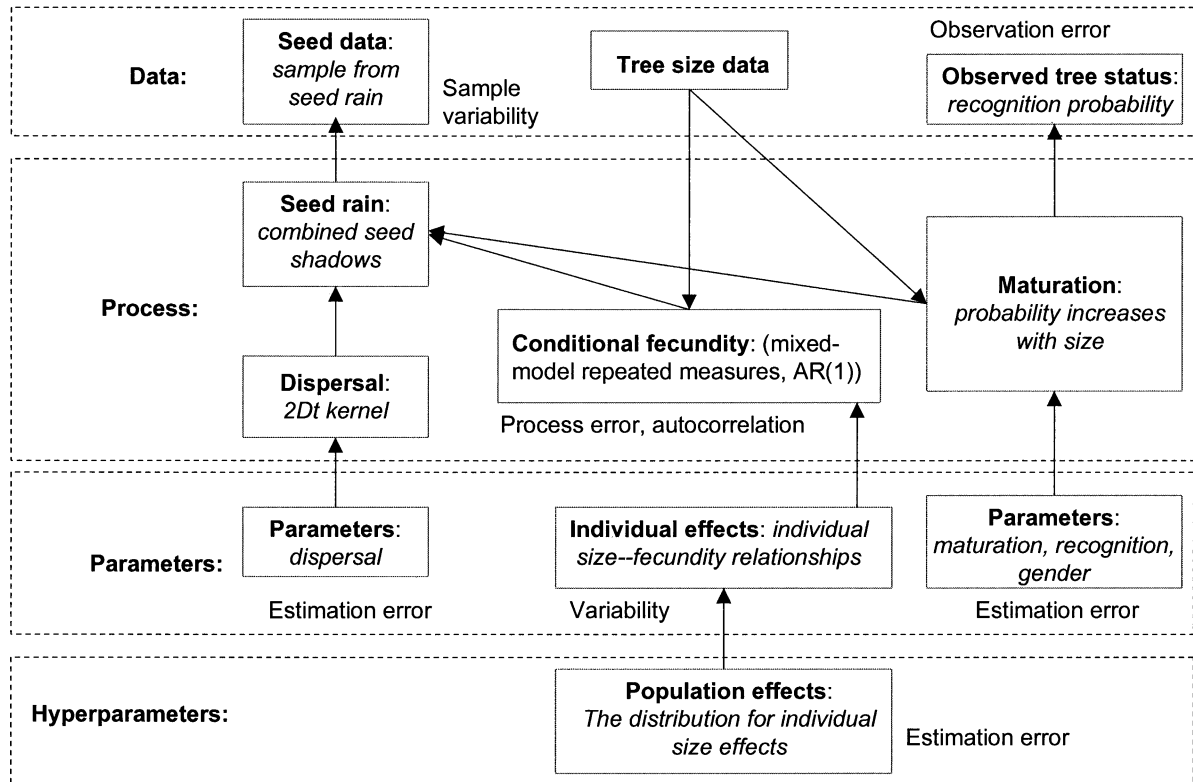 Data:
Seed data:
sample from
seed rain
Sample
variability
Tree size data
Observation error
Observed tree status:
recognition probability
Process:
Seed rain:
combined seed
shadows
Dispersal:
2Dt kernel
Conditional fecundity: (mixed-
model repeated measures, AR(1))
Process error, autocorrelation
Maturation:
probability increases
with size
Parameters:
Parameters:
dispersal
Estimation error
Individual effects: individual
size--fecundity relationships
Variability
Parameters:
maturation, recognition,
gender
Estimation error
Hyperparameters:
Population effects:
The distribution for individual
size effects
Estimation error